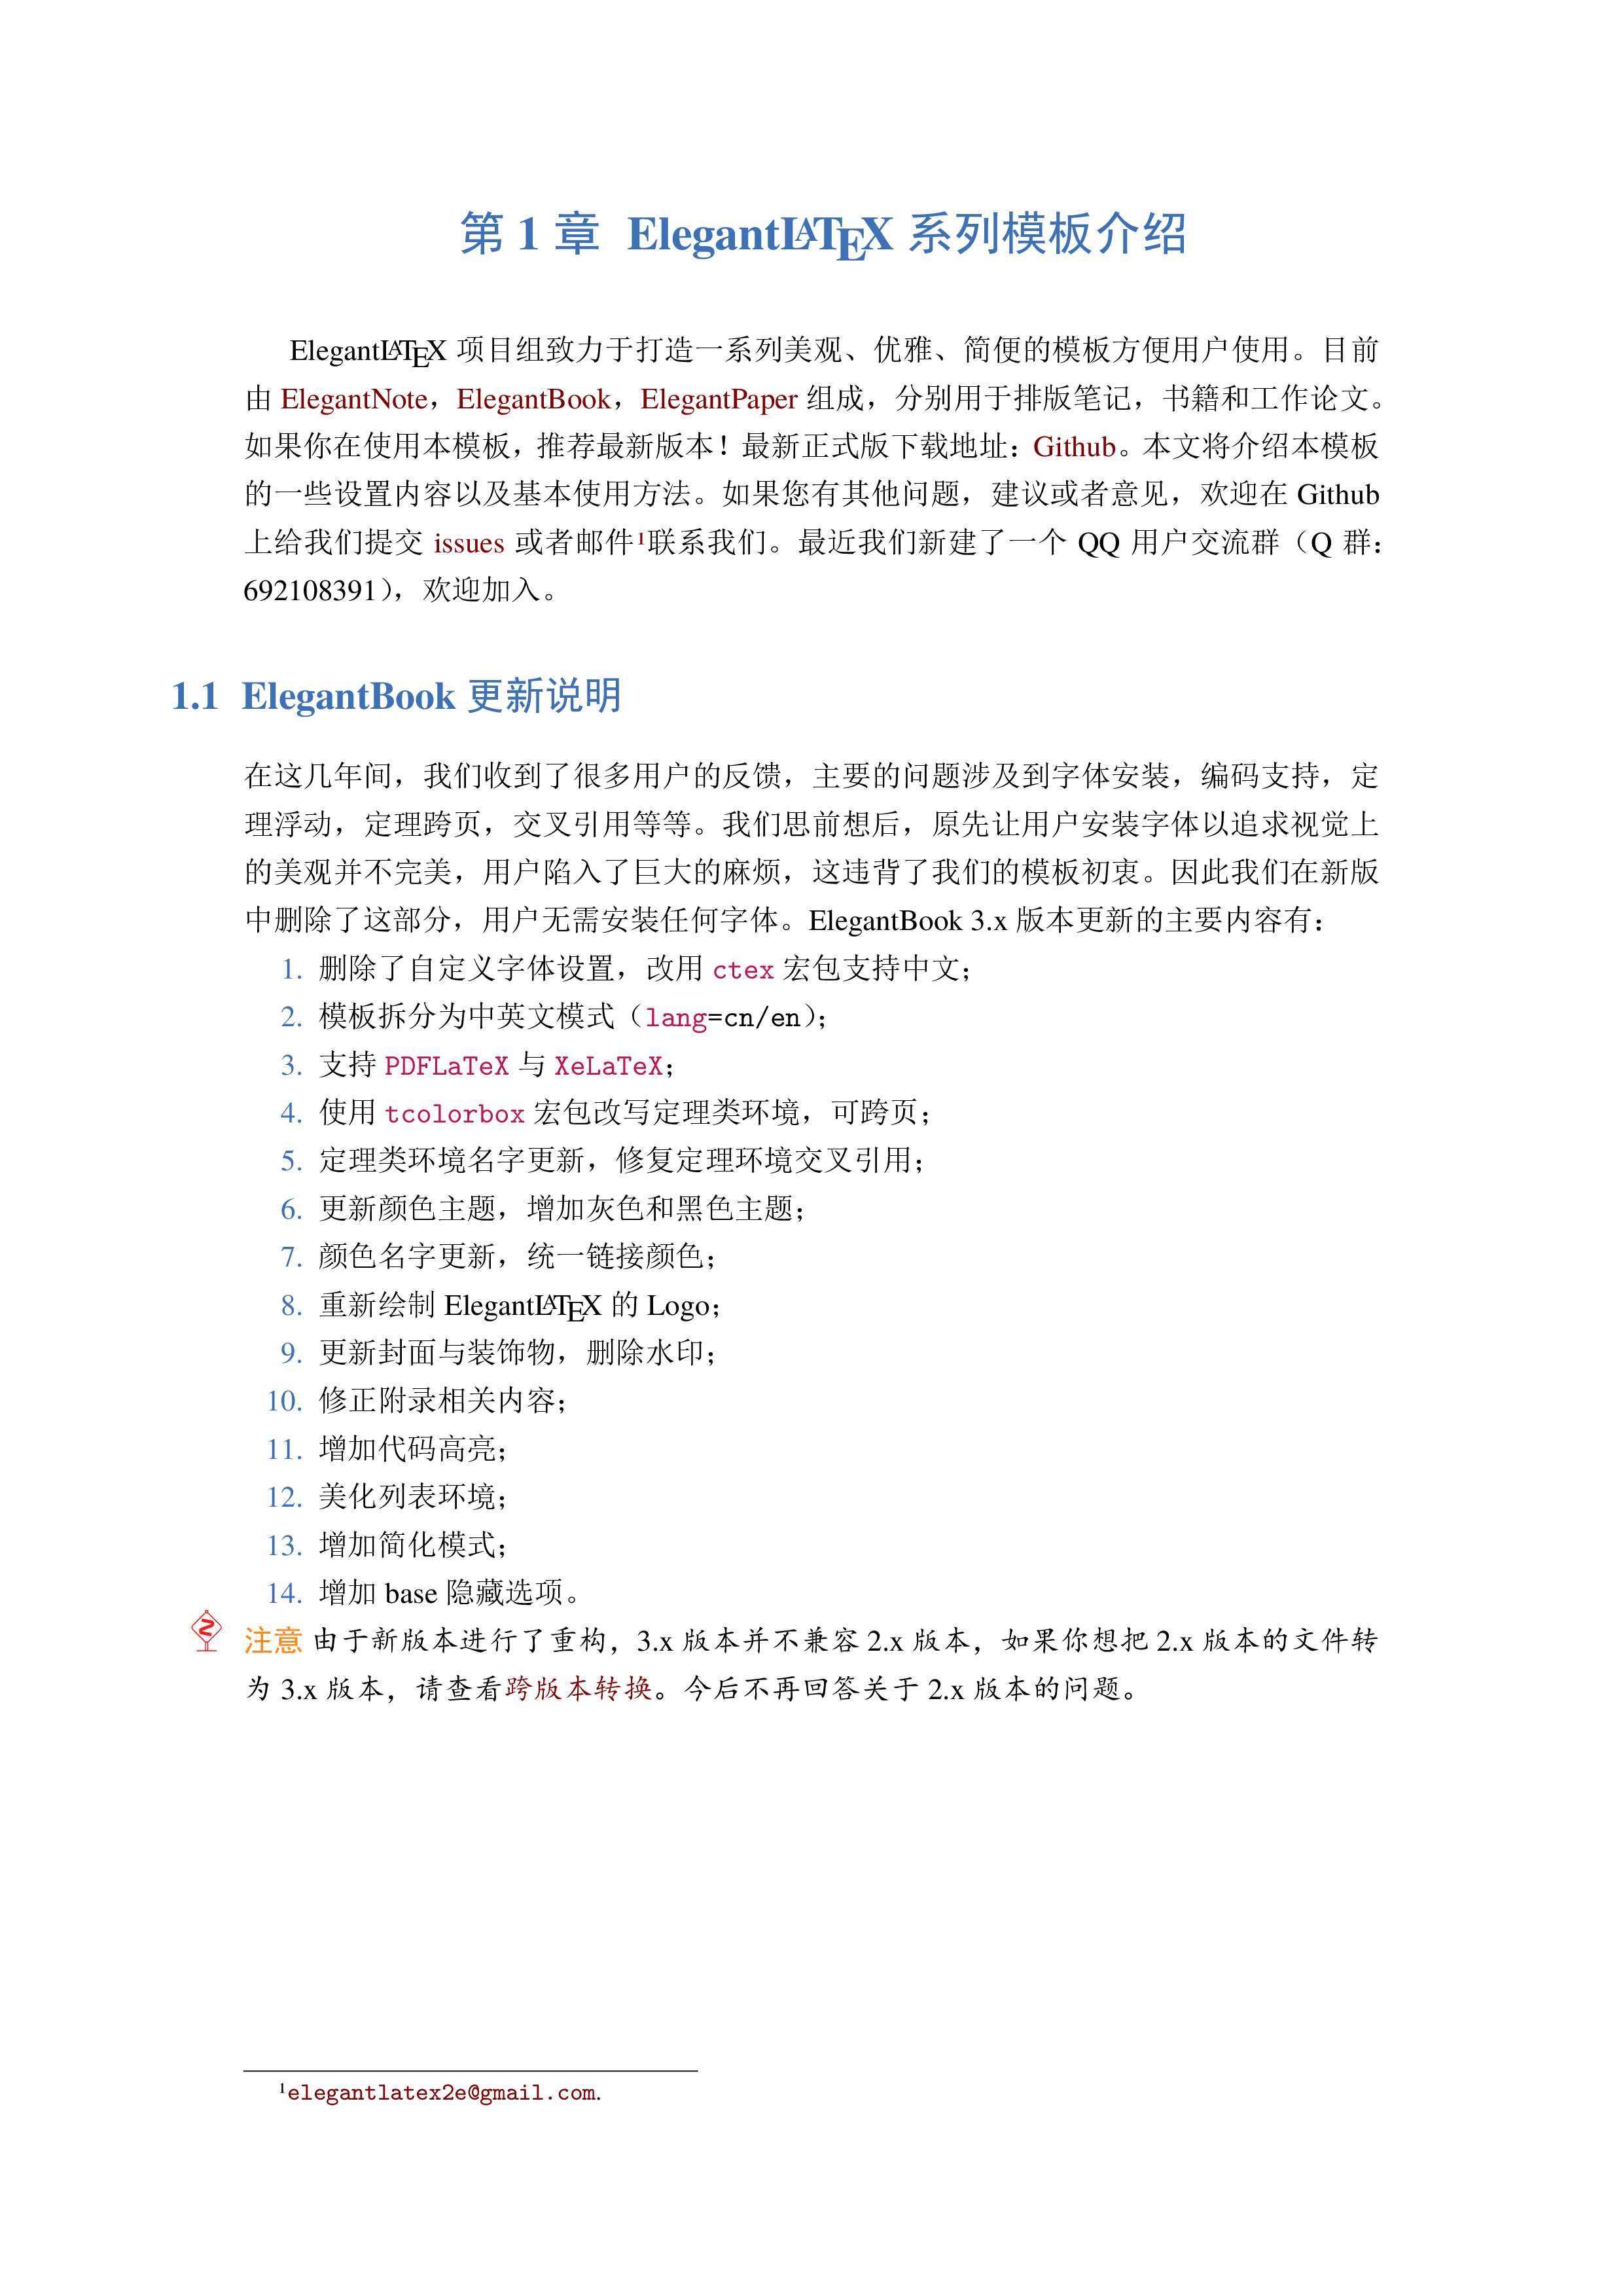 第 1 章 ElegantLATEX 系列模板介绍
ElegantLATEX 项目组致力于打造一系列美观、优雅、简便的模板方便用户使用。目前
由 ElegantNote，ElegantBook，ElegantPaper 组成，分别用于排版笔记，书籍和工作论文。
如果你在使用本模板，推荐最新版本！最新正式版下载地址：Github。本文将介绍本模板
的一些设置内容以及基本使用方法。如果您有其他问题，建议或者意见，欢迎在 Github
上给我们提交 issues 或者邮件¹联系我们。最近我们新建了一个 QQ 用户交流群（Q 群：
692108391），欢迎加入。
1.1 ElegantBook 更新说明
在这几年间，我们收到了很多用户的反馈，主要的问题涉及到字体安装，编码支持，定
理浮动，定理跨页，交叉引用等等。我们思前想后，原先让用户安装字体以追求视觉上
的美观并不完美，用户陷入了巨大的麻烦，这违背了我们的模板初衷。因此我们在新版
中删除了这部分，用户无需安装任何字体。ElegantBook 3.x 版本更新的主要内容有：
1. 删除了自定义字体设置，改用 ctex 宏包支持中文；
2. 模板拆分为中英文模式（lang=cn/en）；
3. 支持 PDFLaTeX 与 XeLaTeX；
4. 使用 tcolorbox 宏包改写定理类环境，可跨页；
5. 定理类环境名字更新，修复定理环境交叉引用；
6. 更新颜色主题，增加灰色和黑色主题；
7. 颜色名字更新，统一链接颜色；
8. 重新绘制 ElegantLATEX 的 Logo；
9. 更新封面与装饰物，删除水印；
10. 修正附录相关内容；
11. 增加代码高亮；
12. 美化列表环境；
13. 增加简化模式；
14. 增加 base 隐藏选项。
注意 由于新版本进行了重构，3.x 版本并不兼容 2.x 版本，如果你想把 2.x 版本的文件转
为 3.x 版本，请查看跨版本转换。今后不再回答关于 2.x 版本的问题。
¹elegantlatex2e@gmail.com.